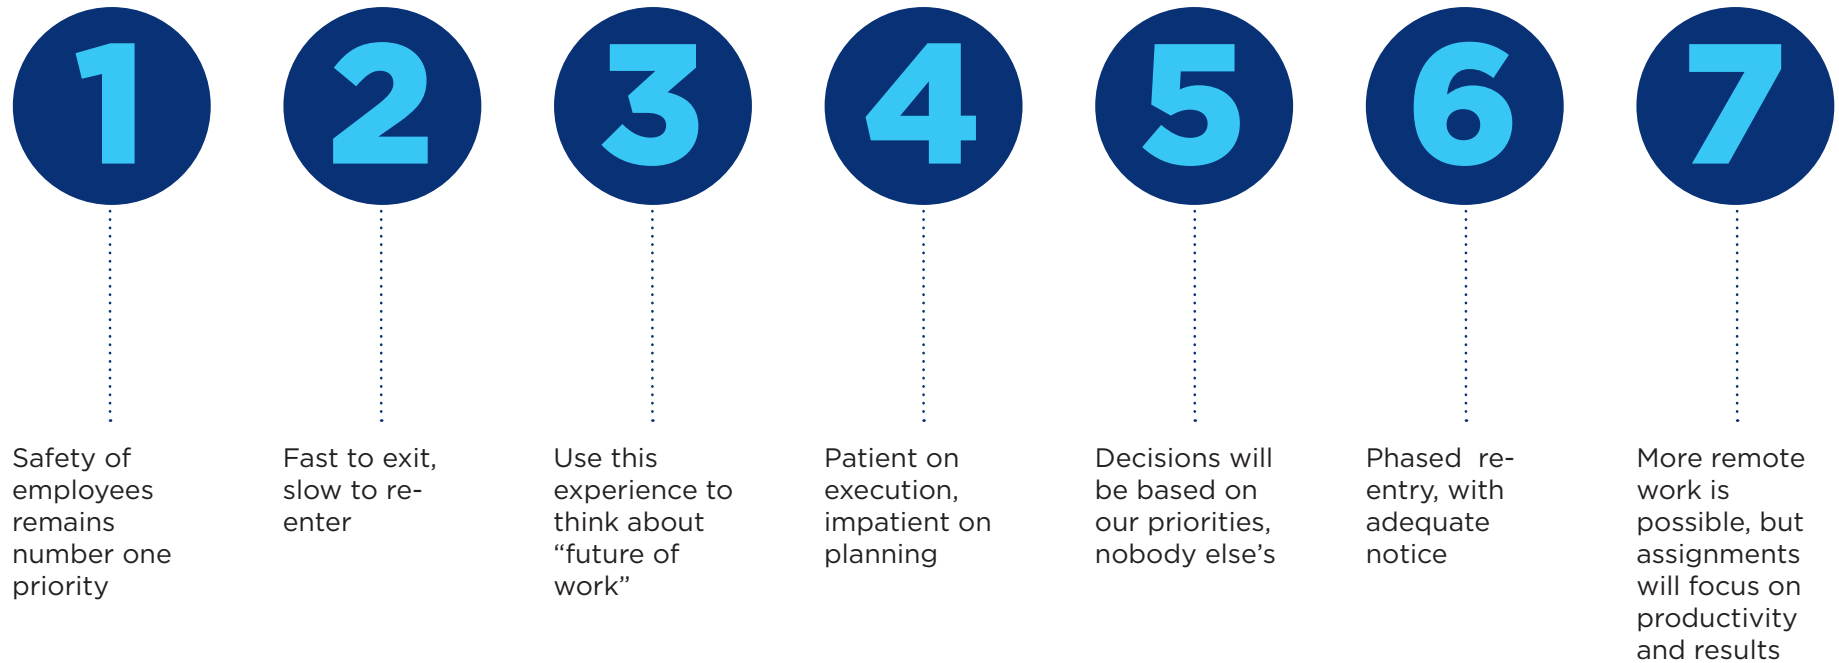 1
2
3
4
5
6
7
Safety of
employees
remains
number one
priority
Fast to exit,
slow to re-
enter
Use this
experience to
think about
“future of
work”
Patient on
execution,
impatient on
planning
Decisions will
be based on
our priorities,
nobody else’s
Phased  re-
entry, with
adequate
notice
More remote
work is
possible, but
assignments
will focus on
productivity
and results